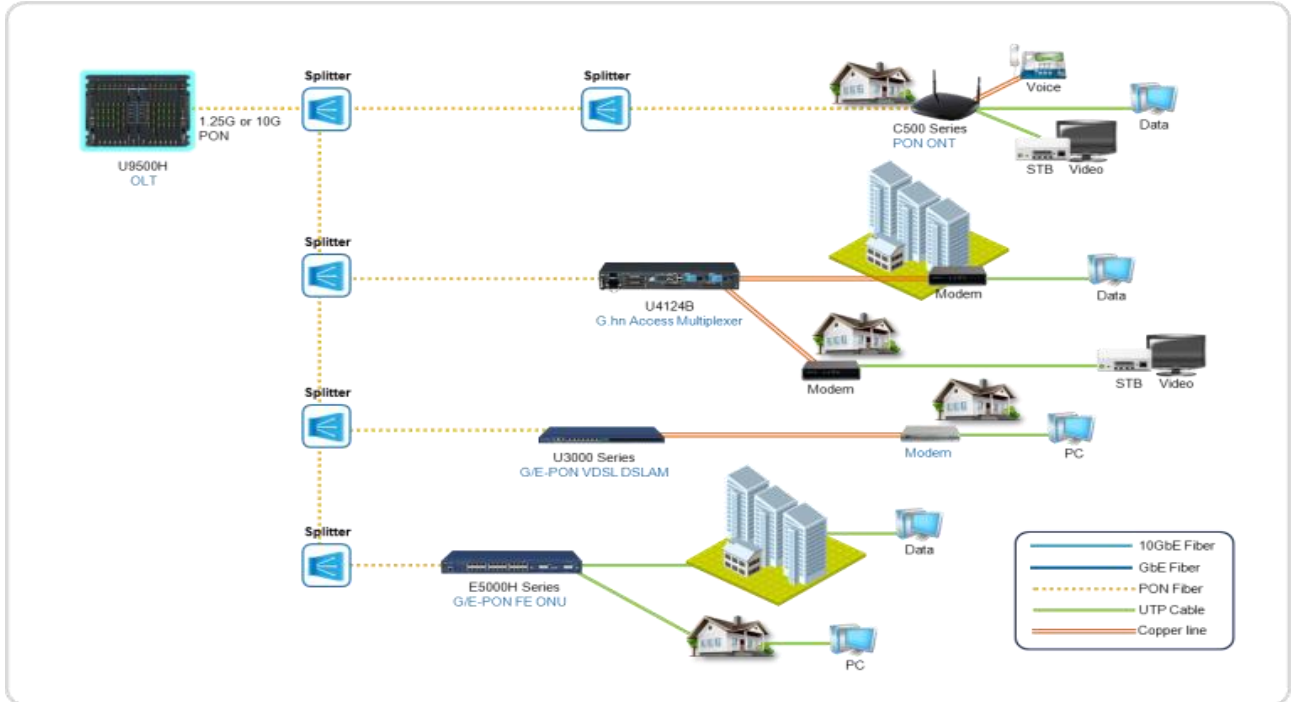 Splitter
Splitter
1.25G or 10G
PON
U9500H
OLT
Voice
Data
C500 Series
PON ONT
STB
Video
Splitter
U4124B
G.hn Access Multiplexer
Modem
Data
Modem
STB
Video
Splitter
U3000 Series
G/E-PON VDSL DSLAM
Modem
PC
Splitter
E5000H Series
G/E-PON FE ONU
Data
PC
10GbE Fiber
GbE Fiber
PON Fiber
UTP Cable
Copper line